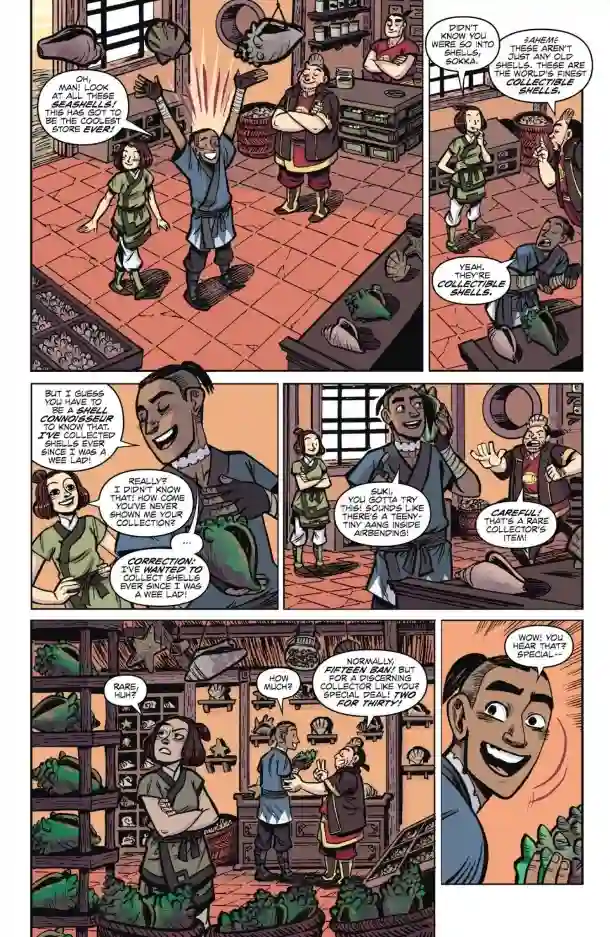 OH,
MAN! LOOK
AT ALL THESE
SEASHELLS!
THIS HAS GOT TO
BE THE COOLEST
STORE EVER!
DIDN'T
KNOW YOU
WERE SO INTO
SHELLS,
SOKKA.
≶AHEM≷
THESE AREN'T
JUST ANY OLD
SHELLS. THESE ARE
THE WORLD'S FINEST
COLLECTIBLE
SHELLS.
YEAH.
THEY'RE
COLLECTIBLE
SHELLS.
BUT I GUESS
YOU HAVE TO
BE A SHELL
CONNOISSEUR
TO KNOW THAT.
I'VE COLLECTED
SHELLS EVER
SINCE I WAS A
WEE LAD!
REALLY?
I DIDN'T KNOW
THAT! HOW COME
YOU'VE NEVER
SHOWN ME YOUR
COLLECTION?
...
CORRECTION:
I'VE WANTED TO
COLLECT SHELLS
EVER SINCE I WAS
A WEE LAD!
SUKI,
YOU GOTTA TRY
THIS! SOUNDS LIKE
THERE'S A TEENY-
TINY AANG INSIDE
AIRBENDING!
CAREFUL!
THAT'S A RARE
COLLECTOR'S
ITEM!
RARE,
HUH?
HOW
MUCH?
NORMALLY,
FIFTEEN BAN! BUT
FOR A DISCERNING
COLLECTOR LIKE YOU?
SPECIAL DEAL! TWO
FOR THIRTY!
WOW! YOU
HEAR THAT?
SPECIAL--